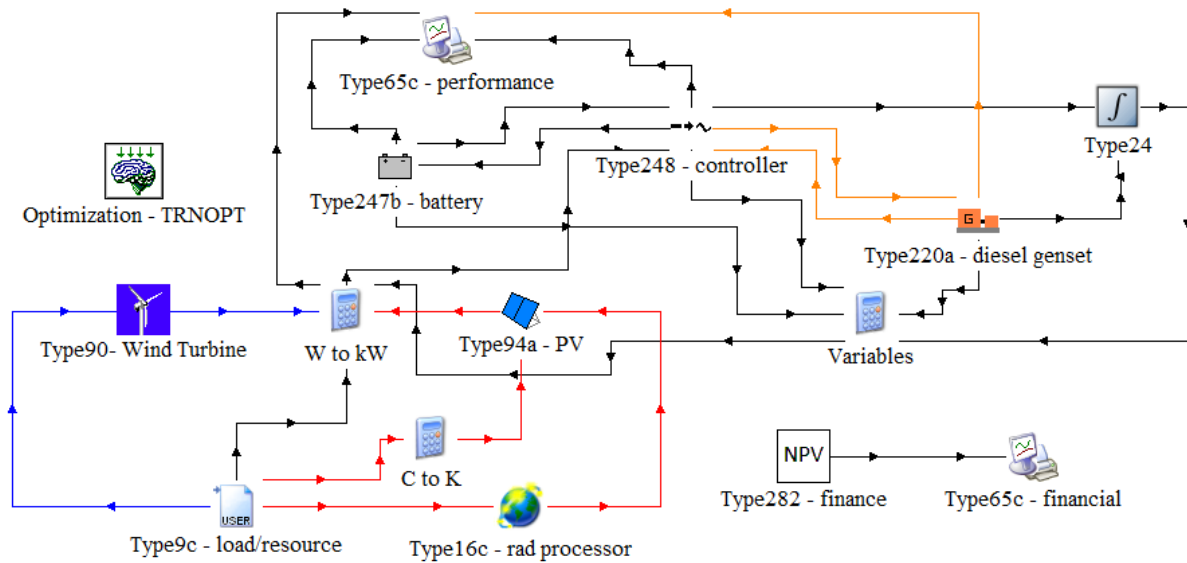 Type65c - performance
Type24
Type248 - controller
Type247b - battery
Optimization - TRNOPT
G
Type220a - diesel genset
Type90- Wind Turbine
W to kW
Type94a - PV
Variables
C to K
NPV
USER
Type282 - finance
Type65c - financial
Type9c - load/resource
Type16c - rad processor